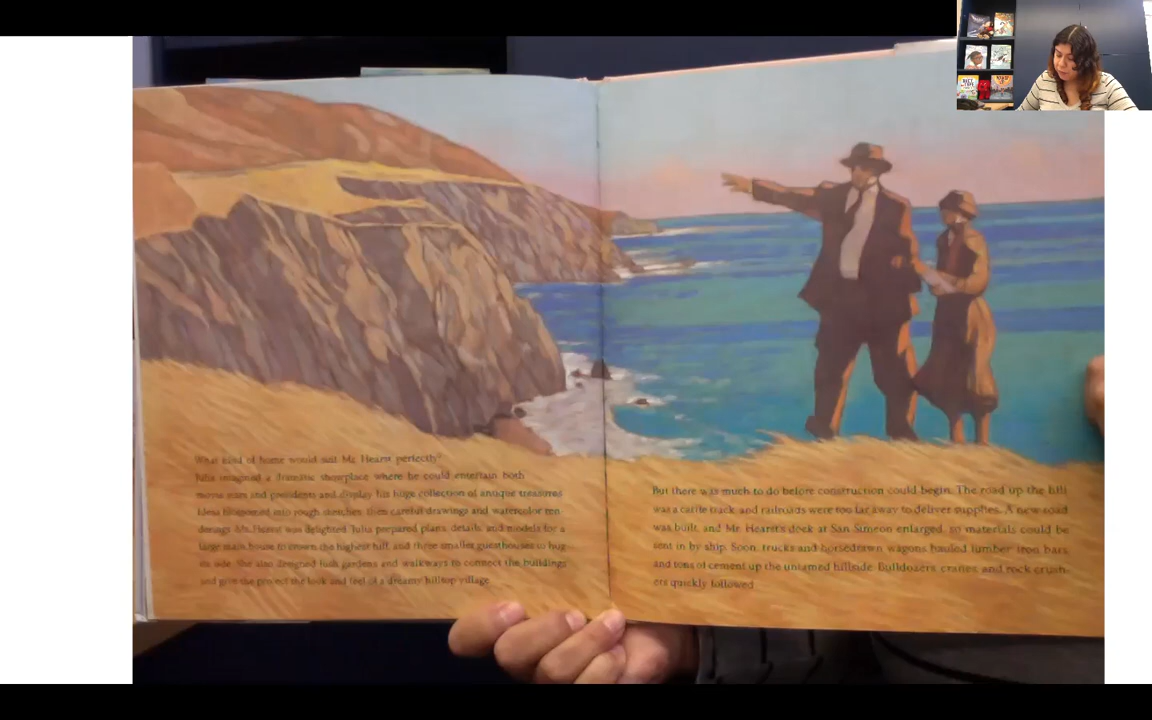 What kind of home would suit Mr. Hearst perfectly?
Julia imagined a dramatic showplace where he could entertain both
movie stars and presidents and display his huge collection of antique treasures.
Ideas blossomed into rough sketches, then careful drawings and watercolor ren-
derings. Mr. Hearst was delighted. Julia prepared plans, details, and models for a
large main house to crown the highest hill, and three smaller guesthouses to hug
its side. She also designed lush gardens and walkways to connect the buildings
and give the project the look and feel of a dreamy hilltop village.
But there was much to do before construction could begin. The road up the hill
was a cattle track, and railroads were too far away to deliver supplies. A new road
was built, and Mr. Hearst's dock at San Simeon enlarged, so materials could be
sent in by ship. Soon, trucks and horsedrawn wagons hauled lumber, iron bars,
and tons of cement up the untamed hillside. Bulldozers, cranes, and rock crush-
ers quickly followed.